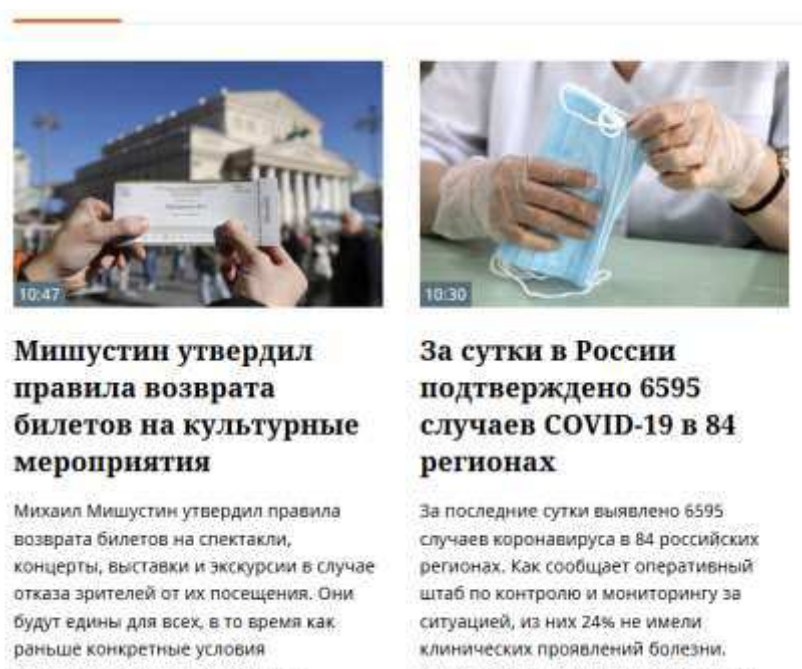 10:47
Мишустин утвердил
правила возврата
билетов на культурные
мероприятия
Михаил Мишустин утвердил правила
возврата билетов на спектакли,
концерты, выставки и экскурсии в случае
отказа зрителей от их посещения. Они
будут едины для всех, в то время как
раньше конкретные условия
10:30
За сутки в России
подтверждено 6595
случаев COVID-19 в 84
регионах
За последние сутки выявлено 6595
случаев коронавируса в 84 российских
регионах. Как сообщает оперативный
штаб по контролю и мониторингу за
ситуацией, из них 24% не имели
клинических проявлений болезни.